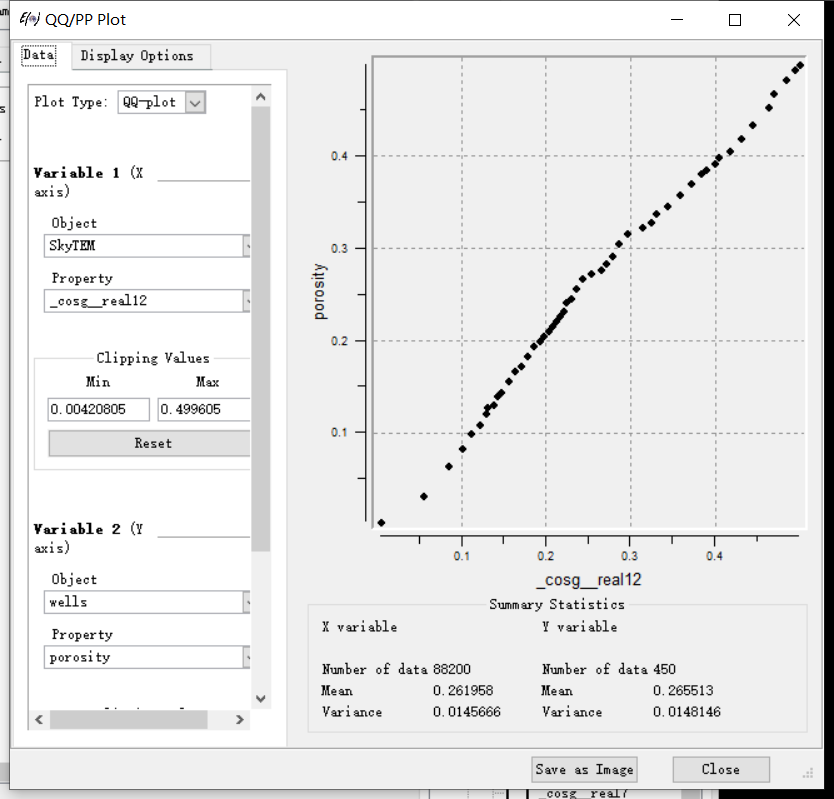 E{∅} QQ/PP Plot
Data
Display Options
Plot Type: QQ-plot
Variable 1 (X
axis)
Object
SkyTEM
Property
_cosg__real12
Clipping Values
Min Max
0.00420805 0.499605
Reset
Variable 2 (Y
axis)
Object
wells
Property
porosity
porosity
0.4
0.3
0.2
0.1
0.1 0.2 0.3 0.4
_cosg__real12
Summary Statistics
X variable Y variable
Number of data 88200 Number of data 450
Mean 0.261958 Mean 0.265513
Variance 0.0145666 Variance 0.0148146
Save as Image Close
_cosg__real7